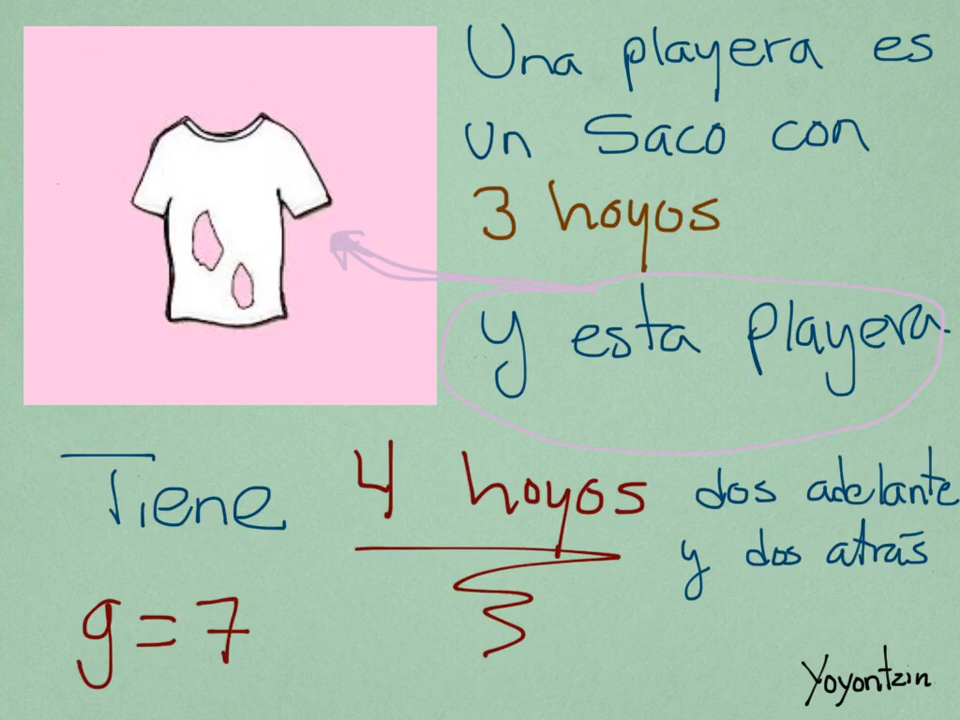 Una playera es
un Saco con
3 hoyos
y esta playera
Tiene 4 hoyos dos adelante
y dos atrás
g = 7
Yoyontzin